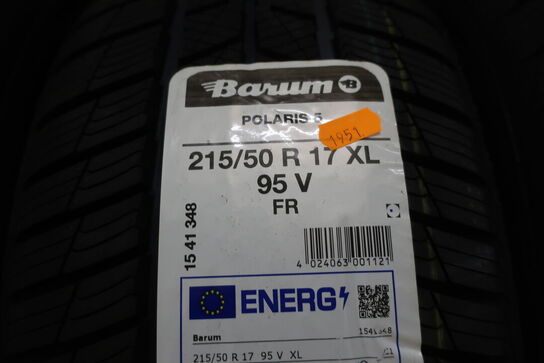 Barum B
POLARIS 5
1951.
215/50 R 17 XL
95 V
FR
15 41 348
4 024063 001121
ENERG
Barum
1541348
215/50 R 17 95 V XL
C1